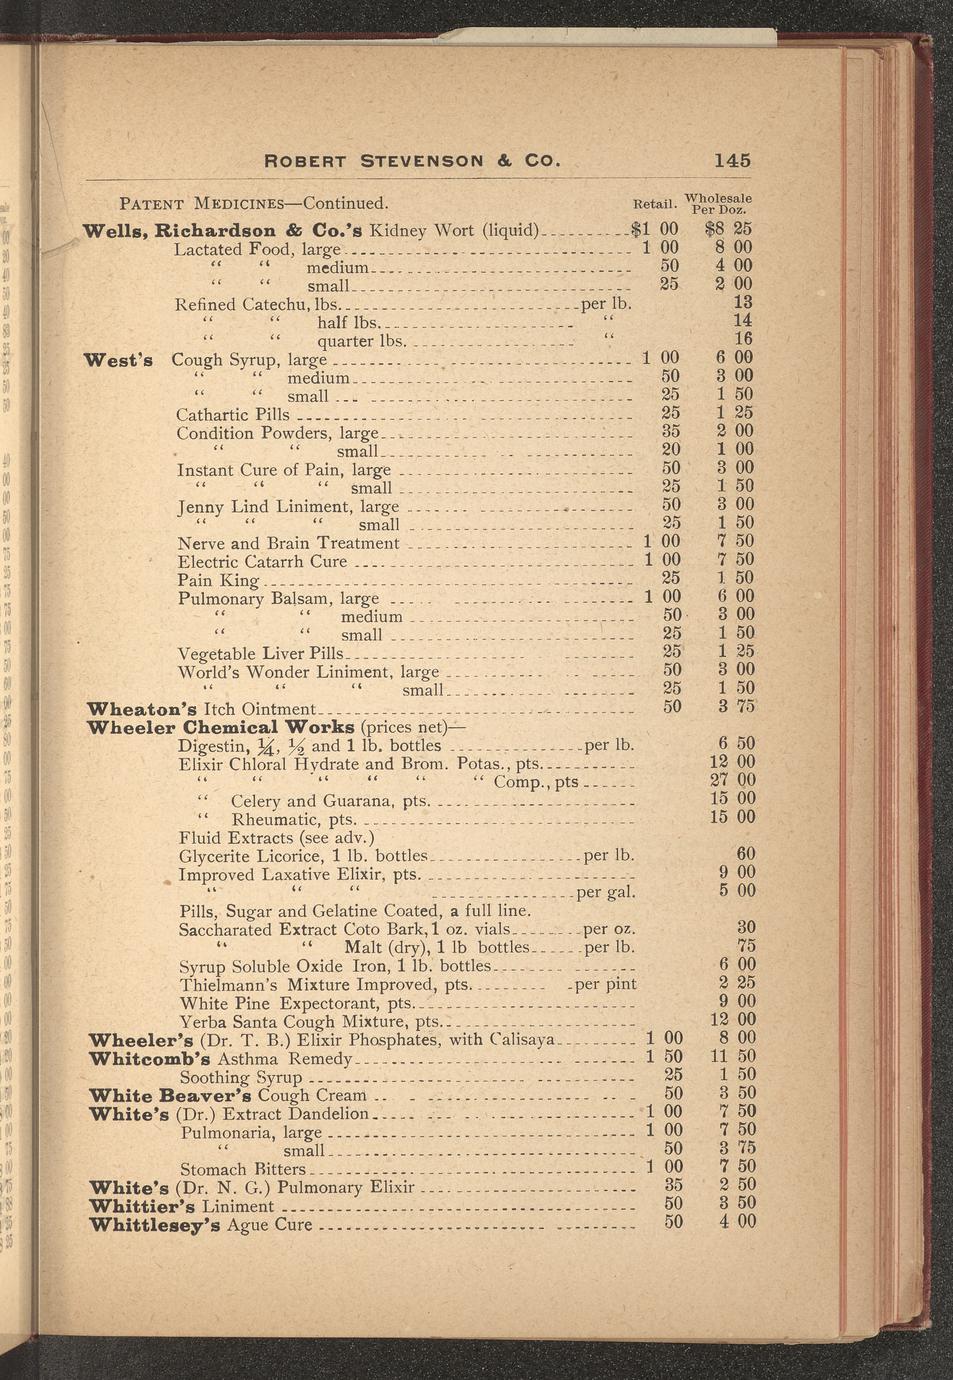 ROBERT STEVENSON & CO. 145
PATENT MEDICINES—Continued. Retail. Wholesale Per Doz.
Wells, Richardson & Co.'s Kidney Wort (liquid) $1 00 $8 25
Lactated Food, large 1 00 8 00
“ “ medium 50 4 00
“ “ small 25 2 00
Refined Catechu, lbs. per lb. 13
“ “ half lbs. “ 14
“ “ quarter lbs. “ 16
West's Cough Syrup, large 1 00 6 00
“ “ medium 50 3 00
“ “ small 25 1 50
Cathartic Pills 25 1 25
Condition Powders, large 35 2 00
“ “ small 20 1 00
Instant Cure of Pain, large 50 3 00
“ “ “ small 25 1 50
Jenny Lind Liniment, large 50 3 00
“ “ “ small 25 1 50
Nerve and Brain Treatment 1 00 7 50
Electric Catarrh Cure 1 00 7 50
Pain King 25 1 50
Pulmonary Balsam, large 1 00 6 00
“ “ medium 50 3 00
“ “ small 25 1 50
Vegetable Liver Pills 25 1 25
World's Wonder Liniment, large 50 3 00
“ “ “ small 25 1 50
Wheaton's Itch Ointment 50 3 75
Wheeler Chemical Works (prices net)—
Digestin, ¼, ½ and 1 lb. bottles per lb. 6 50
Elixir Chloral Hydrate and Brom. Potas., pts. 12 00
“ “ “ “ “ “ Comp., pts 27 00
“ Celery and Guarana, pts. 15 00
“ Rheumatic, pts. 15 00
Fluid Extracts (see adv.)
Glycerite Licorice, 1 lb. bottles per lb. 60
Improved Laxative Elixir, pts. 9 00
“ “ “ per gal. 5 00
Pills, Sugar and Gelatine Coated, a full line.
Saccharated Extract Coto Bark, 1 oz. vials per oz. 30
“ “ Malt (dry), 1 lb bottles per lb. 75
Syrup Soluble Oxide Iron, 1 lb. bottles 6 00
Thielmann's Mixture Improved, pts. per pint 2 25
White Pine Expectorant, pts. 9 00
Yerba Santa Cough Mixture, pts. 12 00
Wheeler's (Dr. T. B.) Elixir Phosphates, with Calisaya 1 00 8 00
Whitcomb's Asthma Remedy 1 50 11 50
Soothing Syrup 25 1 50
White Beaver's Cough Cream 50 3 50
White's (Dr.) Extract Dandelion 1 00 7 50
Pulmonaria, large 1 00 7 50
“ small 50 3 75
Stomach Bitters 1 00 7 50
White's (Dr. N. G.) Pulmonary Elixir 35 2 50
Whittier's Liniment 50 3 50
Whittlesey's Ague Cure 50 4 00